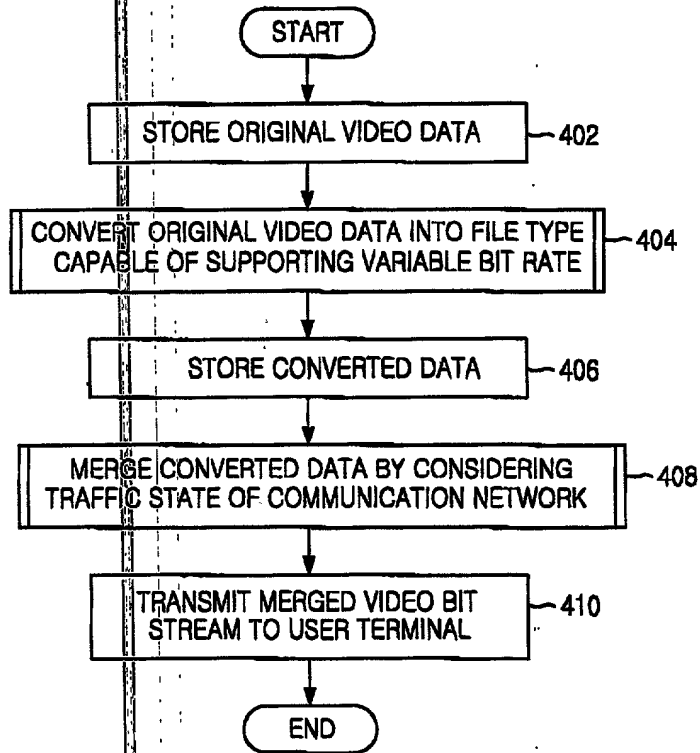 START
STORE ORIGINAL VIDEO DATA
402
CONVERT ORIGINAL VIDEO DATA INTO FILE TYPE
CAPABLE OF SUPPORTING VARIABLE BIT RATE
404
STORE CONVERTED DATA
406
MERGE CONVERTED DATA BY CONSIDERING
TRAFFIC STATE OF COMMUNICATION NETWORK
408
TRANSMIT MERGED VIDEO BIT
STREAM TO USER TERMINAL
410
END